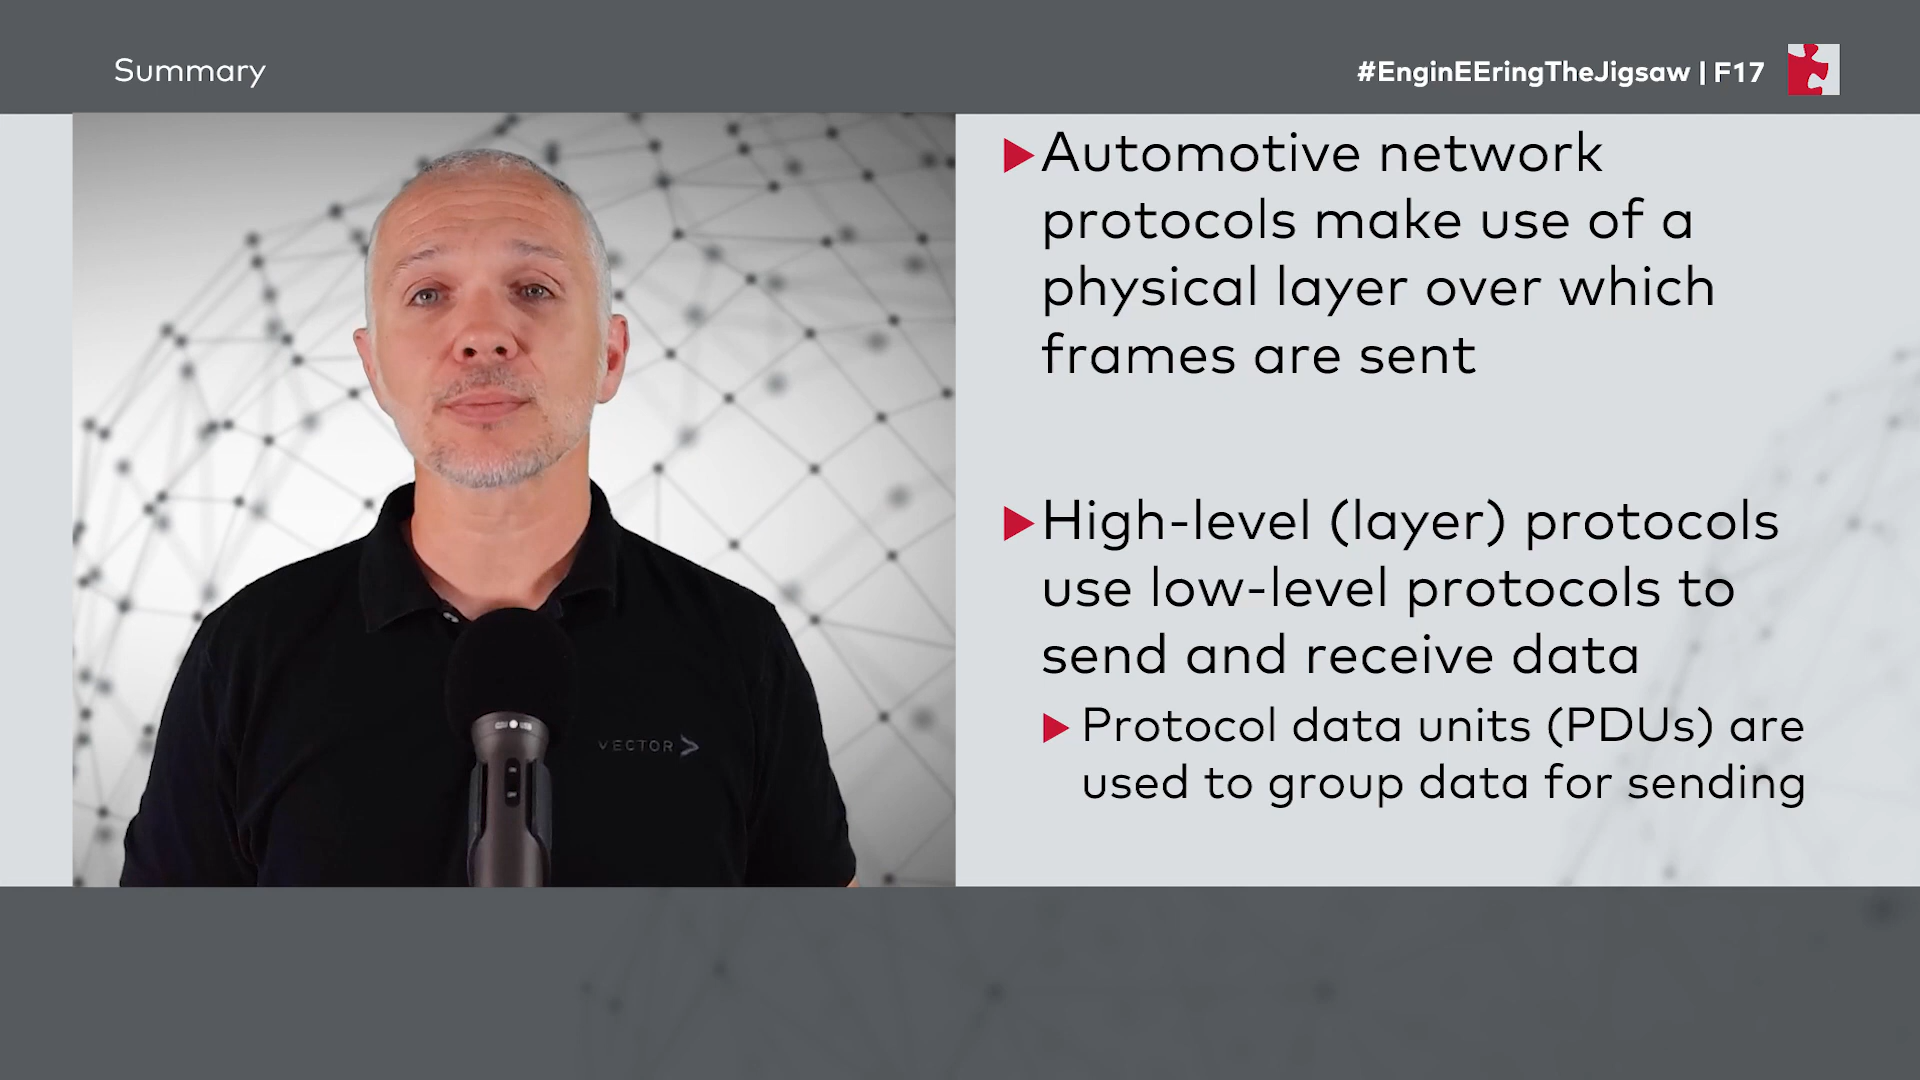 Summary
#EnginEEringTheJigsaw | F17
Automotive network
protocols make use of a
physical layer over which
frames are sent
High-level (layer) protocols
use low-level protocols to
send and receive data
Protocol data units (PDUs) are
used to group data for sending
VECTOR